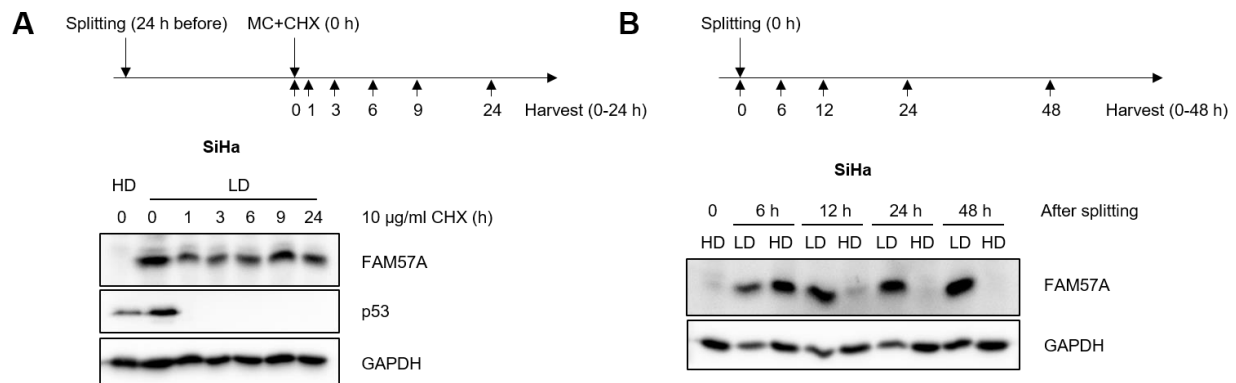 A
Splitting (24 h before)
MC+CHX (0 h)
0 1 3 6 9 24 Harvest (0-24 h)
SiHa
HD LD
0 0 1 3 6 9 24 10 µg/ml CHX (h)
FAM57A
p53
GAPDH
B
Splitting (0 h)
0 6 12 24 48 Harvest (0-48 h)
SiHa
0 6 h 12 h 24 h 48 h After splitting
HD LD HD LD HD LD HD LD HD
FAM57A
GAPDH